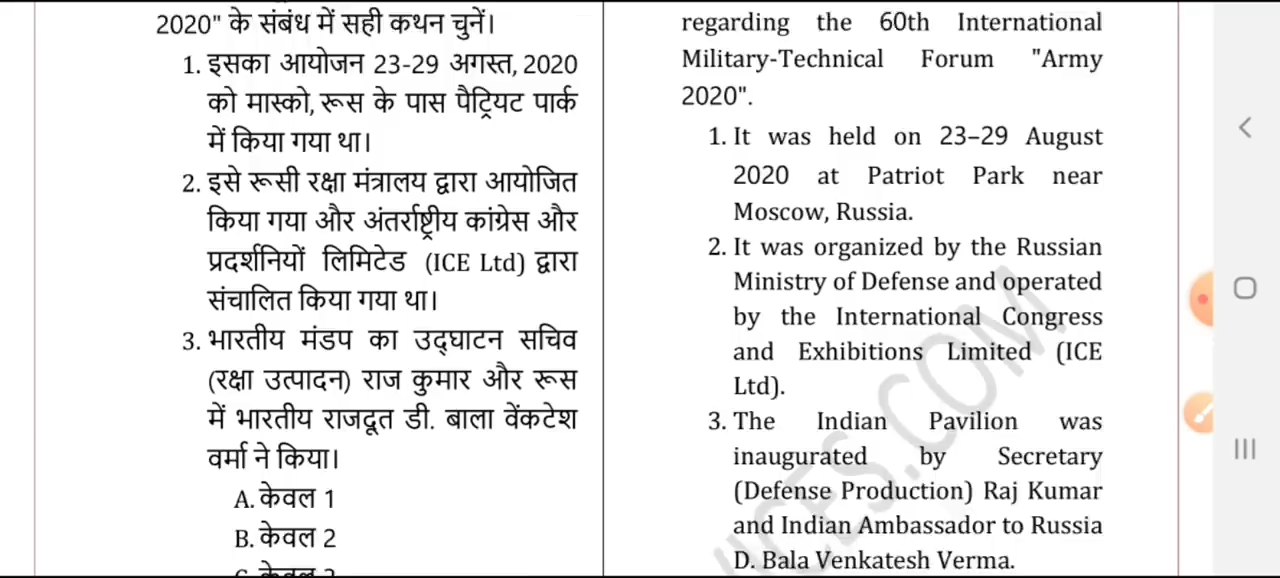 2020" के संबंध में सही कथन चुनें।
1. इसका आयोजन 23-29 अगस्त, 2020
को मास्को, रूस के पास पैट्रियट पार्क
में किया गया था।
2. इसे रूसी रक्षा मंत्रालय द्वारा आयोजित
किया गया और अंतर्राष्ट्रीय कांग्रेस और
प्रदर्शनियों लिमिटेड (ICE Ltd) द्वारा
संचालित किया गया था।
3. भारतीय मंडप का उद्घाटन सचिव
(रक्षा उत्पादन) राज कुमार और रूस
में भारतीय राजदूत डी. बाला वेंकटेश
वर्मा ने किया।
A. केवल 1
B. केवल 2
regarding the 60th International
Military-Technical Forum "Army
2020".
1. It was held on 23–29 August
2020 at Patriot Park near
Moscow, Russia.
2. It was organized by the Russian
Ministry of Defense and operated
by the International Congress
and Exhibitions Limited (ICE
Ltd).
3. The Indian Pavilion was
inaugurated by Secretary
(Defense Production) Raj Kumar
and Indian Ambassador to Russia
D. Bala Venkatesh Verma.